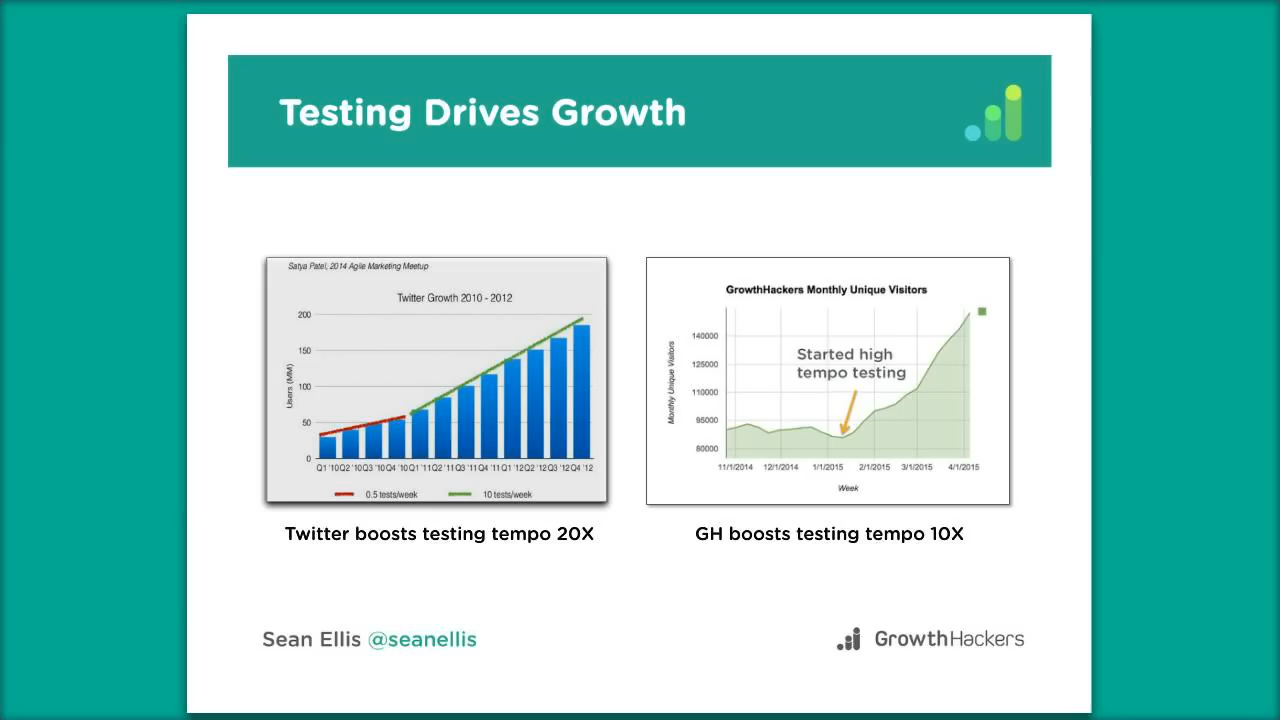 Testing Drives Growth
Satya Patel, 2014 Agile Marketing Meetup
Twitter Growth 2010 - 2012
200
150
100
50
0
Users (MM)
Q1 '10 Q2 '10 Q3 '10 Q4 '10 Q1 '11 Q2 '11 Q3 '11 Q4 '11 Q1 '12 Q2 '12 Q3 '12 Q4 '12
0.5 tests/week 10 tests/week
Twitter boosts testing tempo 20X
GrowthHackers Monthly Unique Visitors
140000
125000
110000
95000
80000
Monthly Unique Visitors
Started high
tempo testing
11/1/2014 12/1/2014 1/1/2015 2/1/2015 3/1/2015 4/1/2015
Week
GH boosts testing tempo 10X
Sean Ellis @seanellis
GrowthHackers